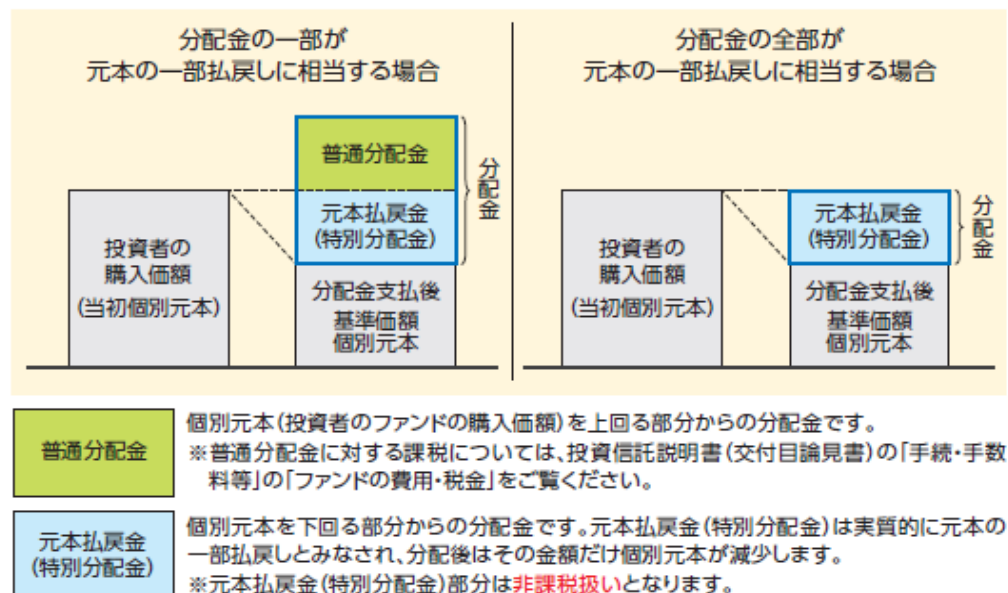 分配金の一部が
元本の一部払戻しに相当する場合
普通分配金
元本払戻金
(特別分配金)
分配金
投資者の
購入価額
(当初個別元本)
分配金支払後
基準価額
個別元本
分配金の全部が
元本の一部払戻しに相当する場合
元本払戻金
(特別分配金)
分配金
投資者の
購入価額
(当初個別元本)
分配金支払後
基準価額
個別元本
普通分配金
個別元本(投資者のファンドの購入価額)を上回る部分からの分配金です。
※普通分配金に対する課税については、投資信託説明書(交付目論見書)の「手続・手数
料等」の「ファンドの費用・税金」をご覧ください。
元本払戻金
(特別分配金)
個別元本を下回る部分からの分配金です。元本払戻金(特別分配金)は実質的に元本の
一部払戻しとみなされ、分配後はその金額だけ個別元本が減少します。
※元本払戻金(特別分配金)部分は非課税扱いとなります。